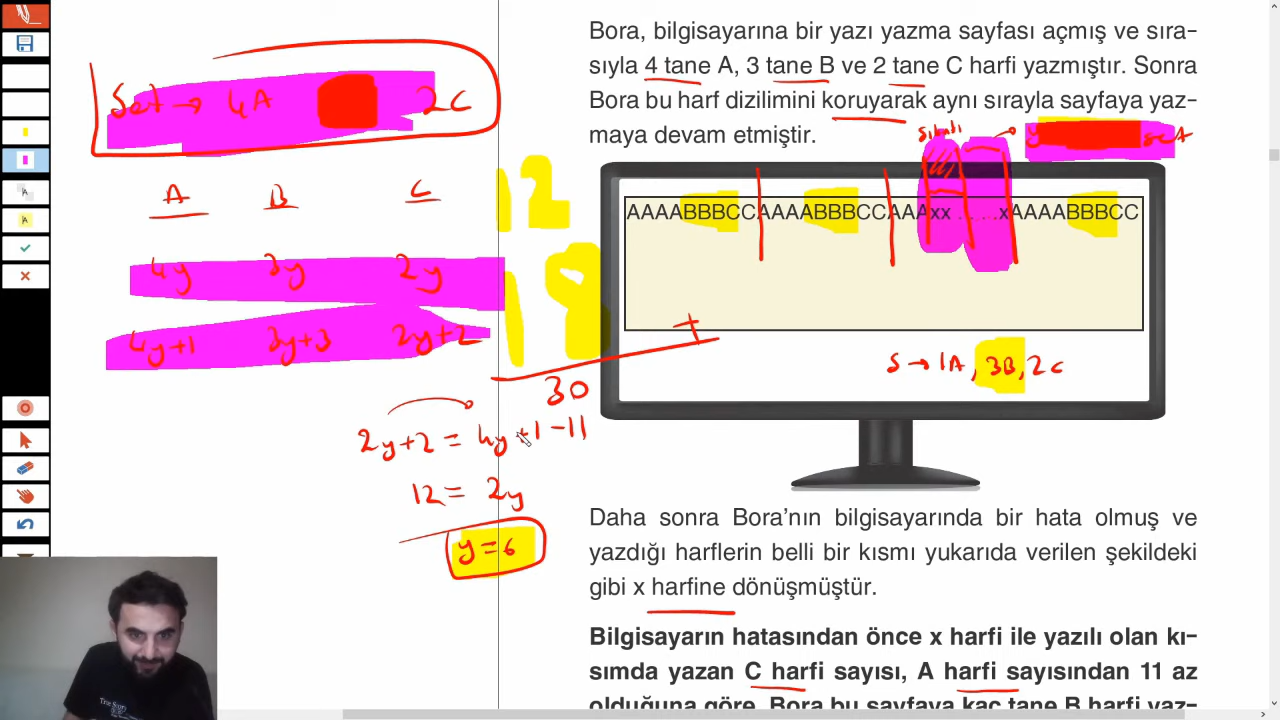 Bora, bilgisayarına bir yazı yazma sayfası açmış ve sıra-
sıyla 4 tane A, 3 tane B ve 2 tane C harfi yazmıştır. Sonra
Bora bu harf dizilimini koruyarak aynı sırayla sayfaya yaz-
maya devam etmiştir.
Set → 4A 2C
set
A B C
12
AAAABBBCCAAAABBBCCAAAxx . . . .xAAAABBBCC
4y 3y 2y
18
4y+1 3y+3 2y+2
+
S → 1A, 3B, 2C
30
2y+2 = 4y+1-11
12 = 2y
y = 6
Daha sonra Bora'nın bilgisayarında bir hata olmuş ve
yazdığı harflerin belli bir kısmı yukarıda verilen şekildeki
gibi x harfine dönüşmüştür.
Bilgisayarın hatasından önce x harfi ile yazılı olan kı-
sımda yazan C harfi sayısı, A harfi sayısından 11 az
olduğuna göre, Bora bu sayfaya kaç tane B harfi yaz-
True Story